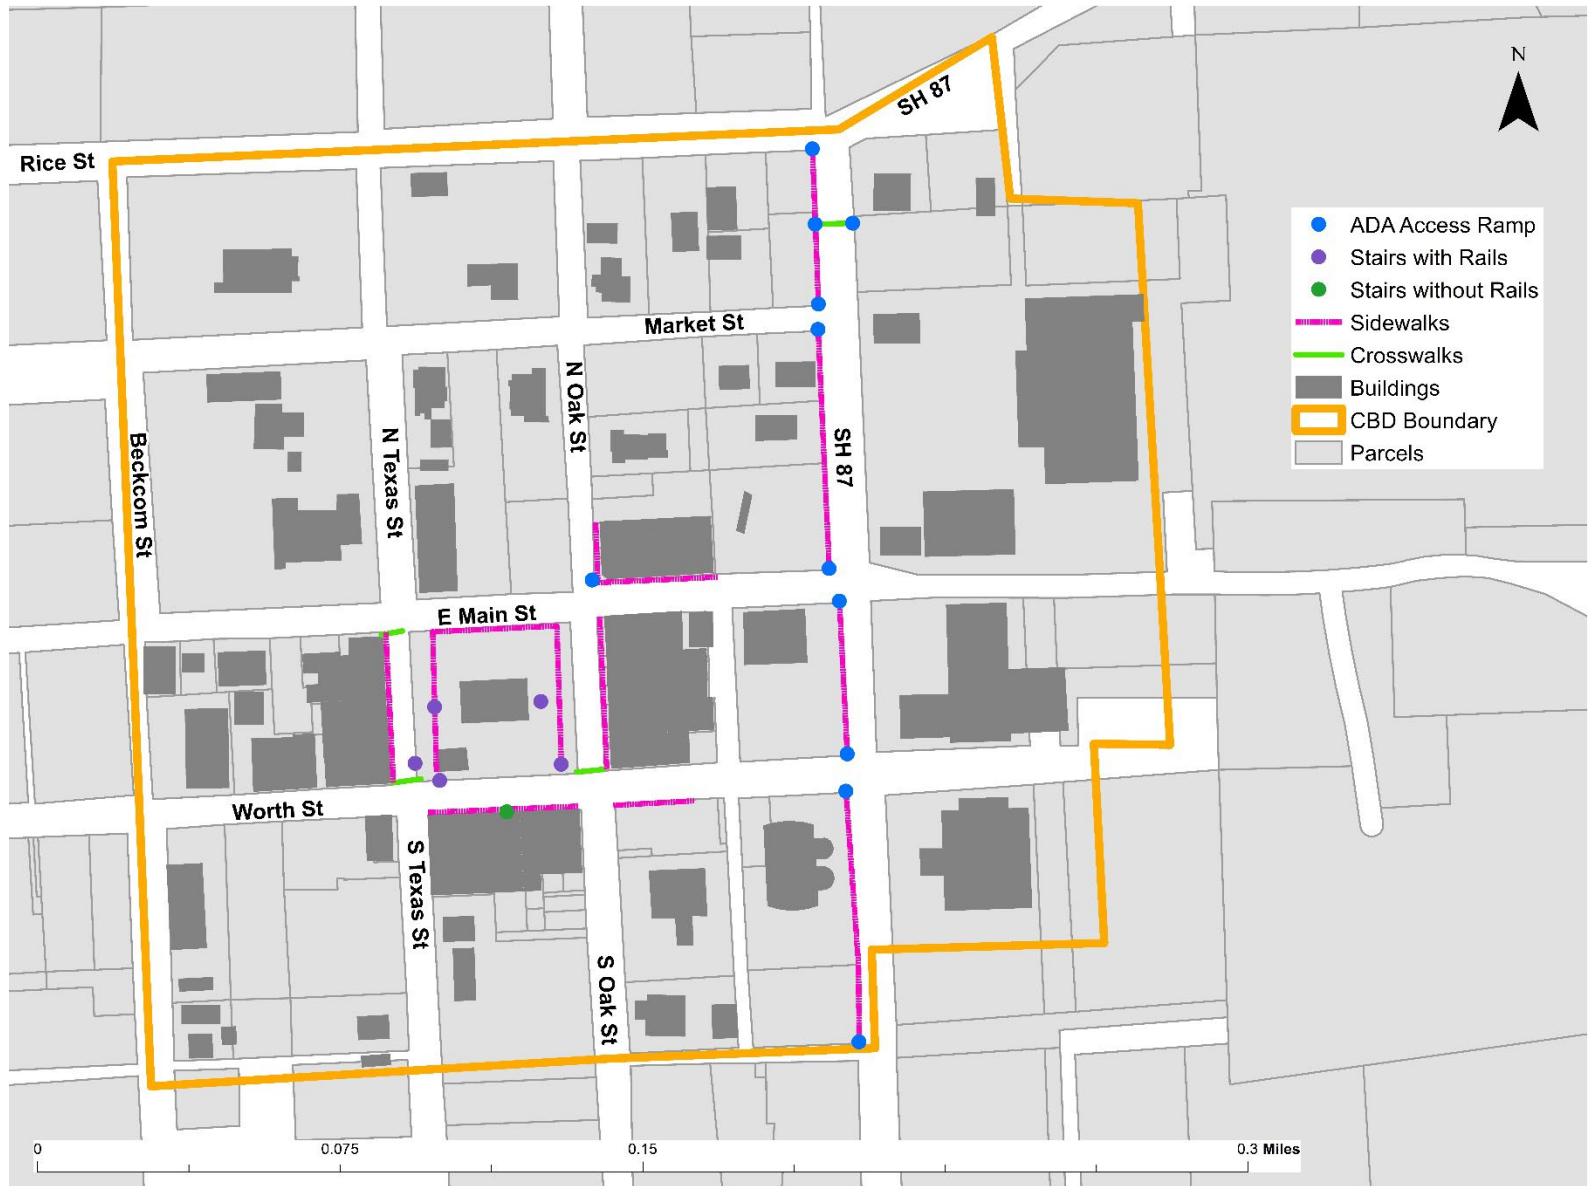 SH 87
N
Rice St
ADA Access Ramp
Stairs with Rails
Stairs without Rails
Sidewalks
Crosswalks
Buildings
CBD Boundary
Parcels
Market St
N Oak St
SH 87
N Texas St
Beckcom St
E Main St
Worth St
S Texas St
S Oak St
0 0.075 0.15 0.3 Miles